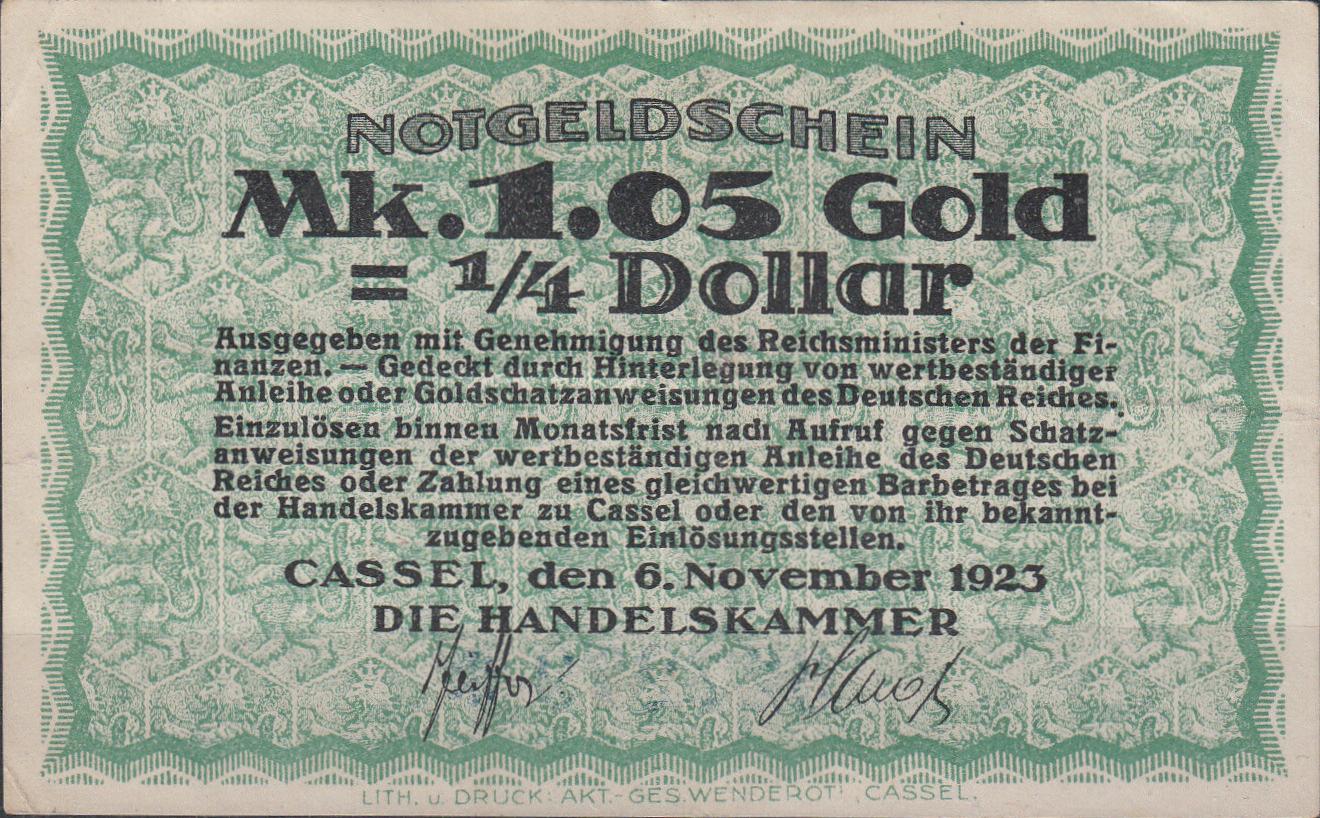 NOTGELDSCHEIN
Mk. 1.05 Gold
= 1/4 Dollar
Ausgegeben mit Genehmigung des Reichsministers der Fi-
nanzen. — Gedeckt durch Hinterlegung von wertbeständiger
Anleihe oder Goldschatzanweisungen des Deutschen Reiches.
Einzulösen binnen Monatsfrist nach Aufruf gegen Schatz-
anweisungen der wertbeständigen Anleihe des Deutschen
Reiches oder Zahlung eines gleichwertigen Barbetrages bei
der Handelskammer zu Cassel oder den von ihr bekannt-
zugebenden Einlösungsstellen.
CASSEL, den 6. November 1923
DIE HANDELSKAMMER
Pfeiffer
LITH. u. DRUCK: AKT.-GES. WENDEROTH, CASSEL.